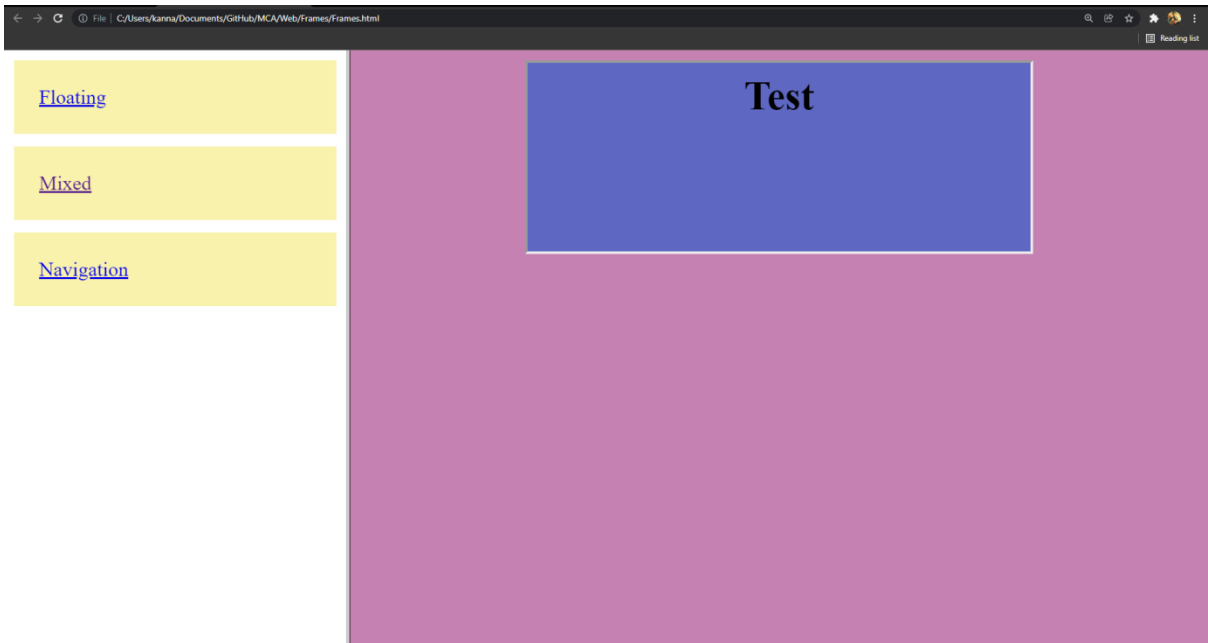 File | C:/Users/kanna/Documents/GitHub/MCA/Web/Frames/Frames.html
Reading list
Floating
Mixed
Navigation
Test